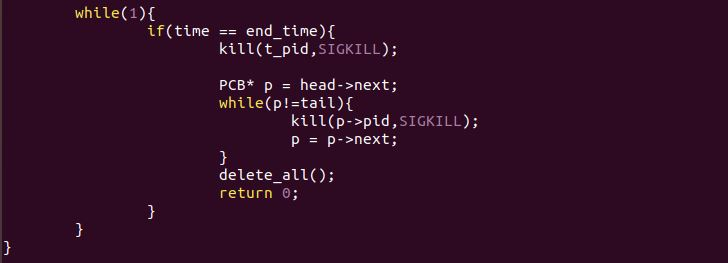 while(1){
if(time == end_time){
kill(t_pid,SIGKILL);
PCB* p = head->next;
while(p!=tail){
kill(p->pid,SIGKILL);
p = p->next;
}
delete_all();
return 0;
}
}
}